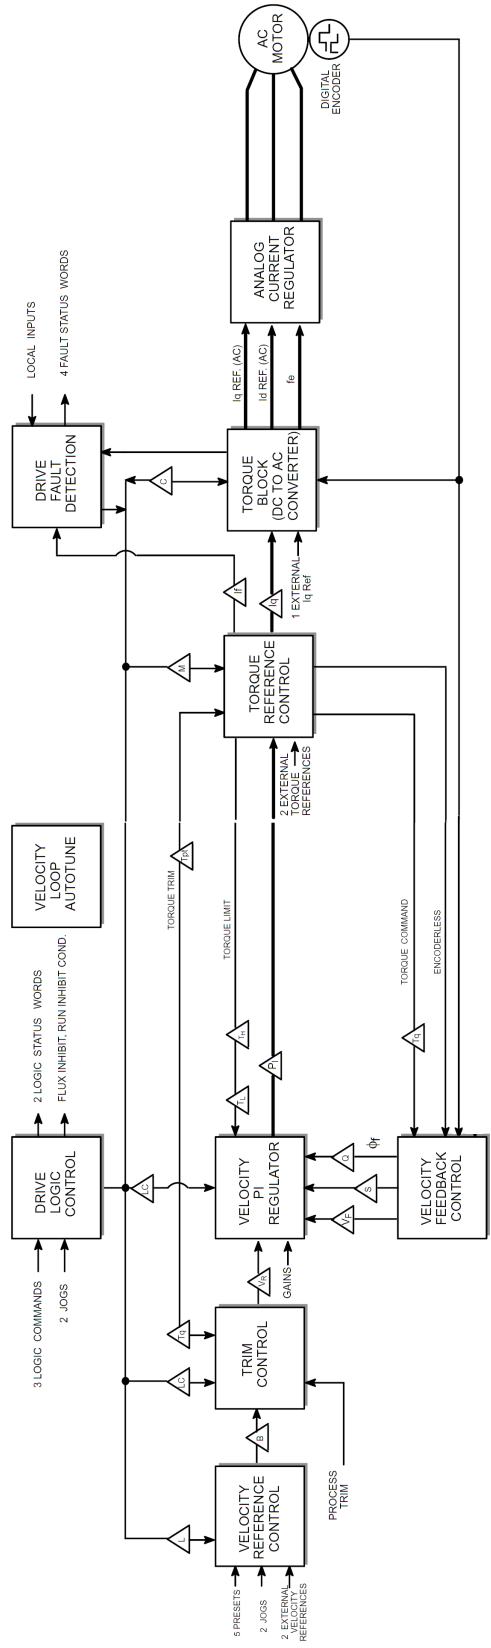 3 LOGIC COMMANDS
2 JOGS
DRIVE
LOGIC
CONTROL
2 LOGIC STATUS WORDS
FLUX INHIBIT, RUN INHIBIT COND.
VELOCITY
LOOP
AUTOTUNE
DRIVE
FAULT
DETECTION
LOCAL INPUTS
4 FAULT STATUS WORDS
L
LC
LC
M
C
Tq
TORQUE TRIM
Tpt
If
5 PRESETS
2 JOGS
2 EXTERNAL
VELOCITY
REFERENCES
VELOCITY
REFERENCE
CONTROL
B
PROCESS
TRIM
TRIM
CONTROL
VR
GAINS
VELOCITY
PI
REGULATOR
TL
TH
TORQUE LIMIT
PI
2 EXTERNAL
TORQUE
REFERENCES
TORQUE
REFERENCE
CONTROL
Iq
1 EXTERNAL
Iq Ref
TORQUE
BLOCK
(DC TO AC
CONVERTER)
Iq REF. (AC)
Id REF. (AC)
fe
ANALOG
CURRENT
REGULATOR
AC
MOTOR
DIGITAL
ENCODER
VF
S
Q
ϕf
VELOCITY
FEEDBACK
CONTROL
Tq
TORQUE COMMAND
ENCODERLESS